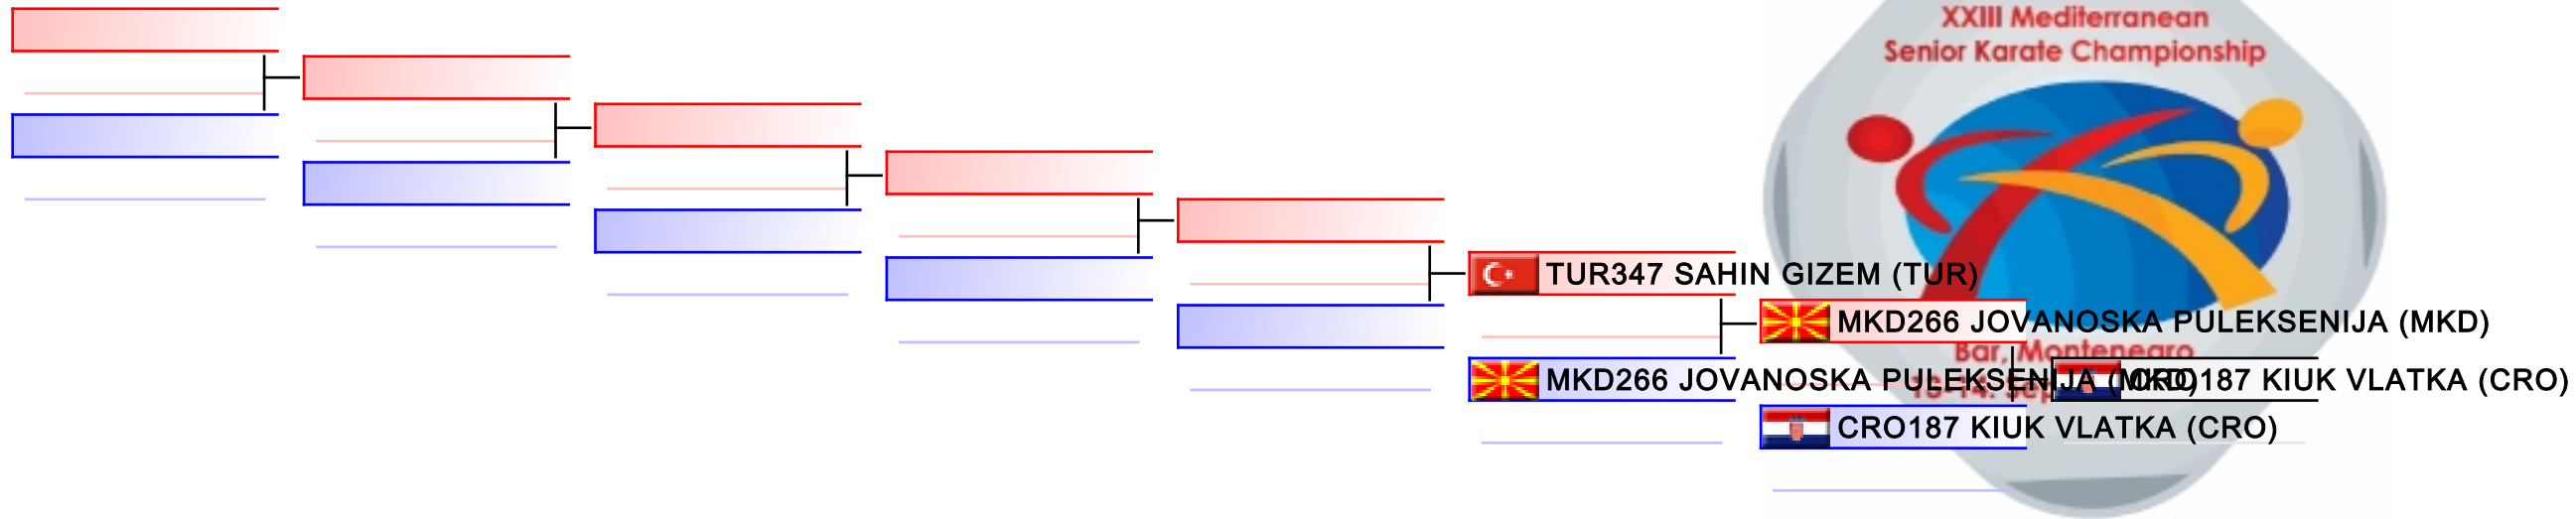 XXIII Mediterranean
Senior Karate Championship
TUR347 SAHIN GIZEM (TUR)
MKD266 JOVANOSKA PULEKSENIJA (MKD)
Bar, Montenegro
MKD266 JOVANOSKA PULEKSENIJA (MKD)
CRO187 KIUK VLATKA (CRO)
CRO187 KIUK VLATKA (CRO)